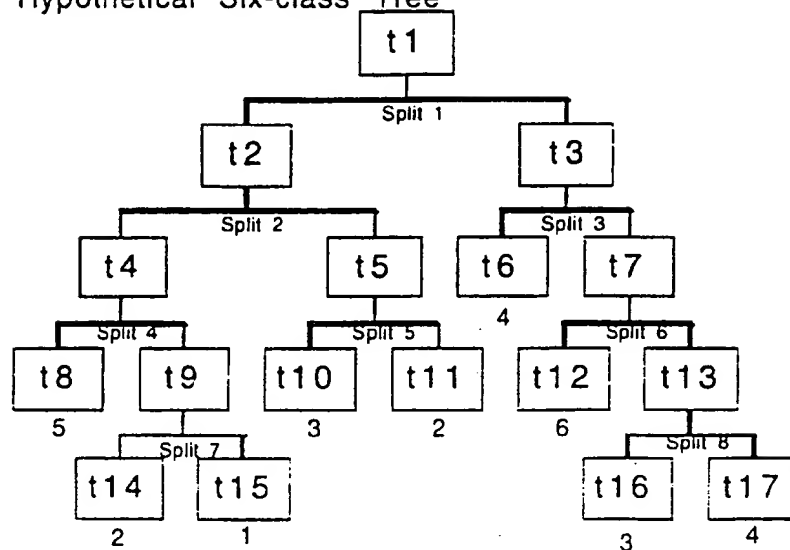 Hypothetical Six-class Tree
t1
Split 1
t2 t3
Split 2 Split 3
t4 t5 t6 t7
4
Split 4 Split 5 Split 6
t8 t9 t10 t11 t12 t13
5 3 2 6
Split 7 Split 8
t14 t15 t16 t17
2 1 3 4